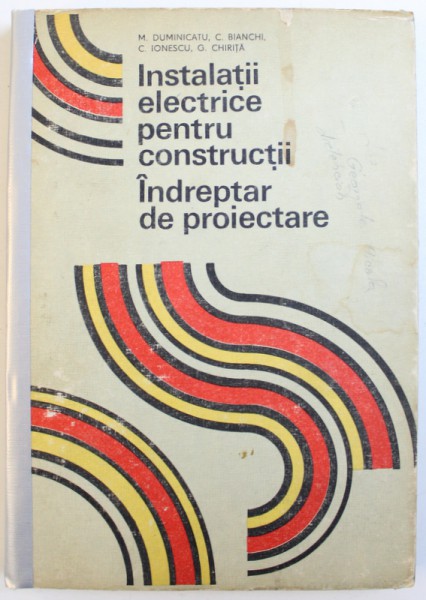 M. DUMINICATU, C. BIANCHI,
C. IONESCU, G. CHIRIȚĂ
Instalații
electrice
pentru
construcții
Îndreptar
de proiectare